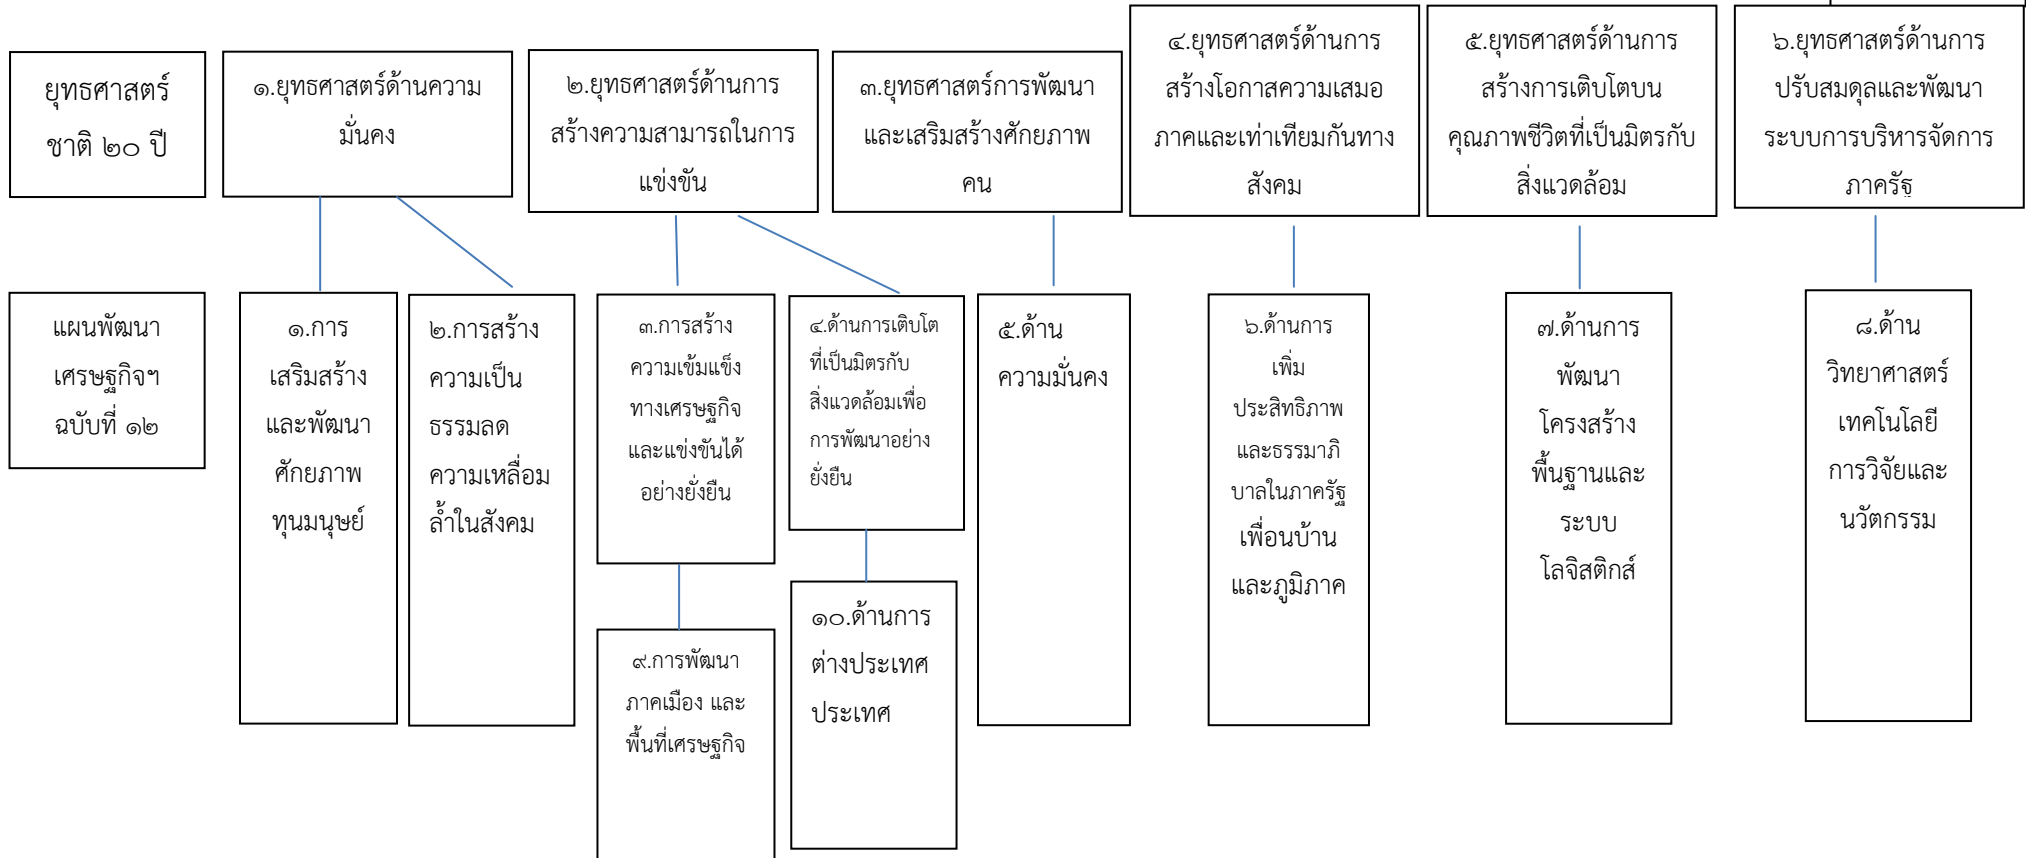 ยุทธศาสตร์
ชาติ ๒๐ ปี
๑.ยุทธศาสตร์ด้านความ
มั่นคง
๒.ยุทธศาสตร์ด้านการ
สร้างความสามารถในการ
แข่งขัน
๓.ยุทธศาสตร์การพัฒนา
และเสริมสร้างศักยภาพ
คน
๔.ยุทธศาสตร์ด้านการ
สร้างโอกาสความเสมอ
ภาคและเท่าเทียมกันทาง
สังคม
๕.ยุทธศาสตร์ด้านการ
สร้างการเติบโตบน
คุณภาพชีวิตที่เป็นมิตรกับ
สิ่งแวดล้อม
๖.ยุทธศาสตร์ด้านการ
ปรับสมดุลและพัฒนา
ระบบการบริหารจัดการ
ภาครัฐ
แผนพัฒนา
เศรษฐกิจฯ
ฉบับที่ ๑๒
๑.การ
เสริมสร้าง
และพัฒนา
ศักยภาพ
ทุนมนุษย์
๒.การสร้าง
ความเป็น
ธรรมลด
ความเหลื่อม
ล้ำในสังคม
๓.การสร้าง
ความเข้มแข็ง
ทางเศรษฐกิจ
และแข่งขันได้
อย่างยั่งยืน
๔.ด้านการเติบโต
ที่เป็นมิตรกับ
สิ่งแวดล้อมเพื่อ
การพัฒนาอย่าง
ยั่งยืน
๕.ด้าน
ความมั่นคง
๖.ด้านการ
เพิ่ม
ประสิทธิภาพ
และธรรมาภิ
บาลในภาครัฐ
เพื่อนบ้าน
และภูมิภาค
๗.ด้านการ
พัฒนา
โครงสร้าง
พื้นฐานและ
ระบบ
โลจิสติกส์
๘.ด้าน
วิทยาศาสตร์
เทคโนโลยี
การวิจัยและ
นวัตกรรม
๙.การพัฒนา
ภาคเมือง และ
พื้นที่เศรษฐกิจ
๑๐.ด้านการ
ต่างประเทศ
ประเทศ